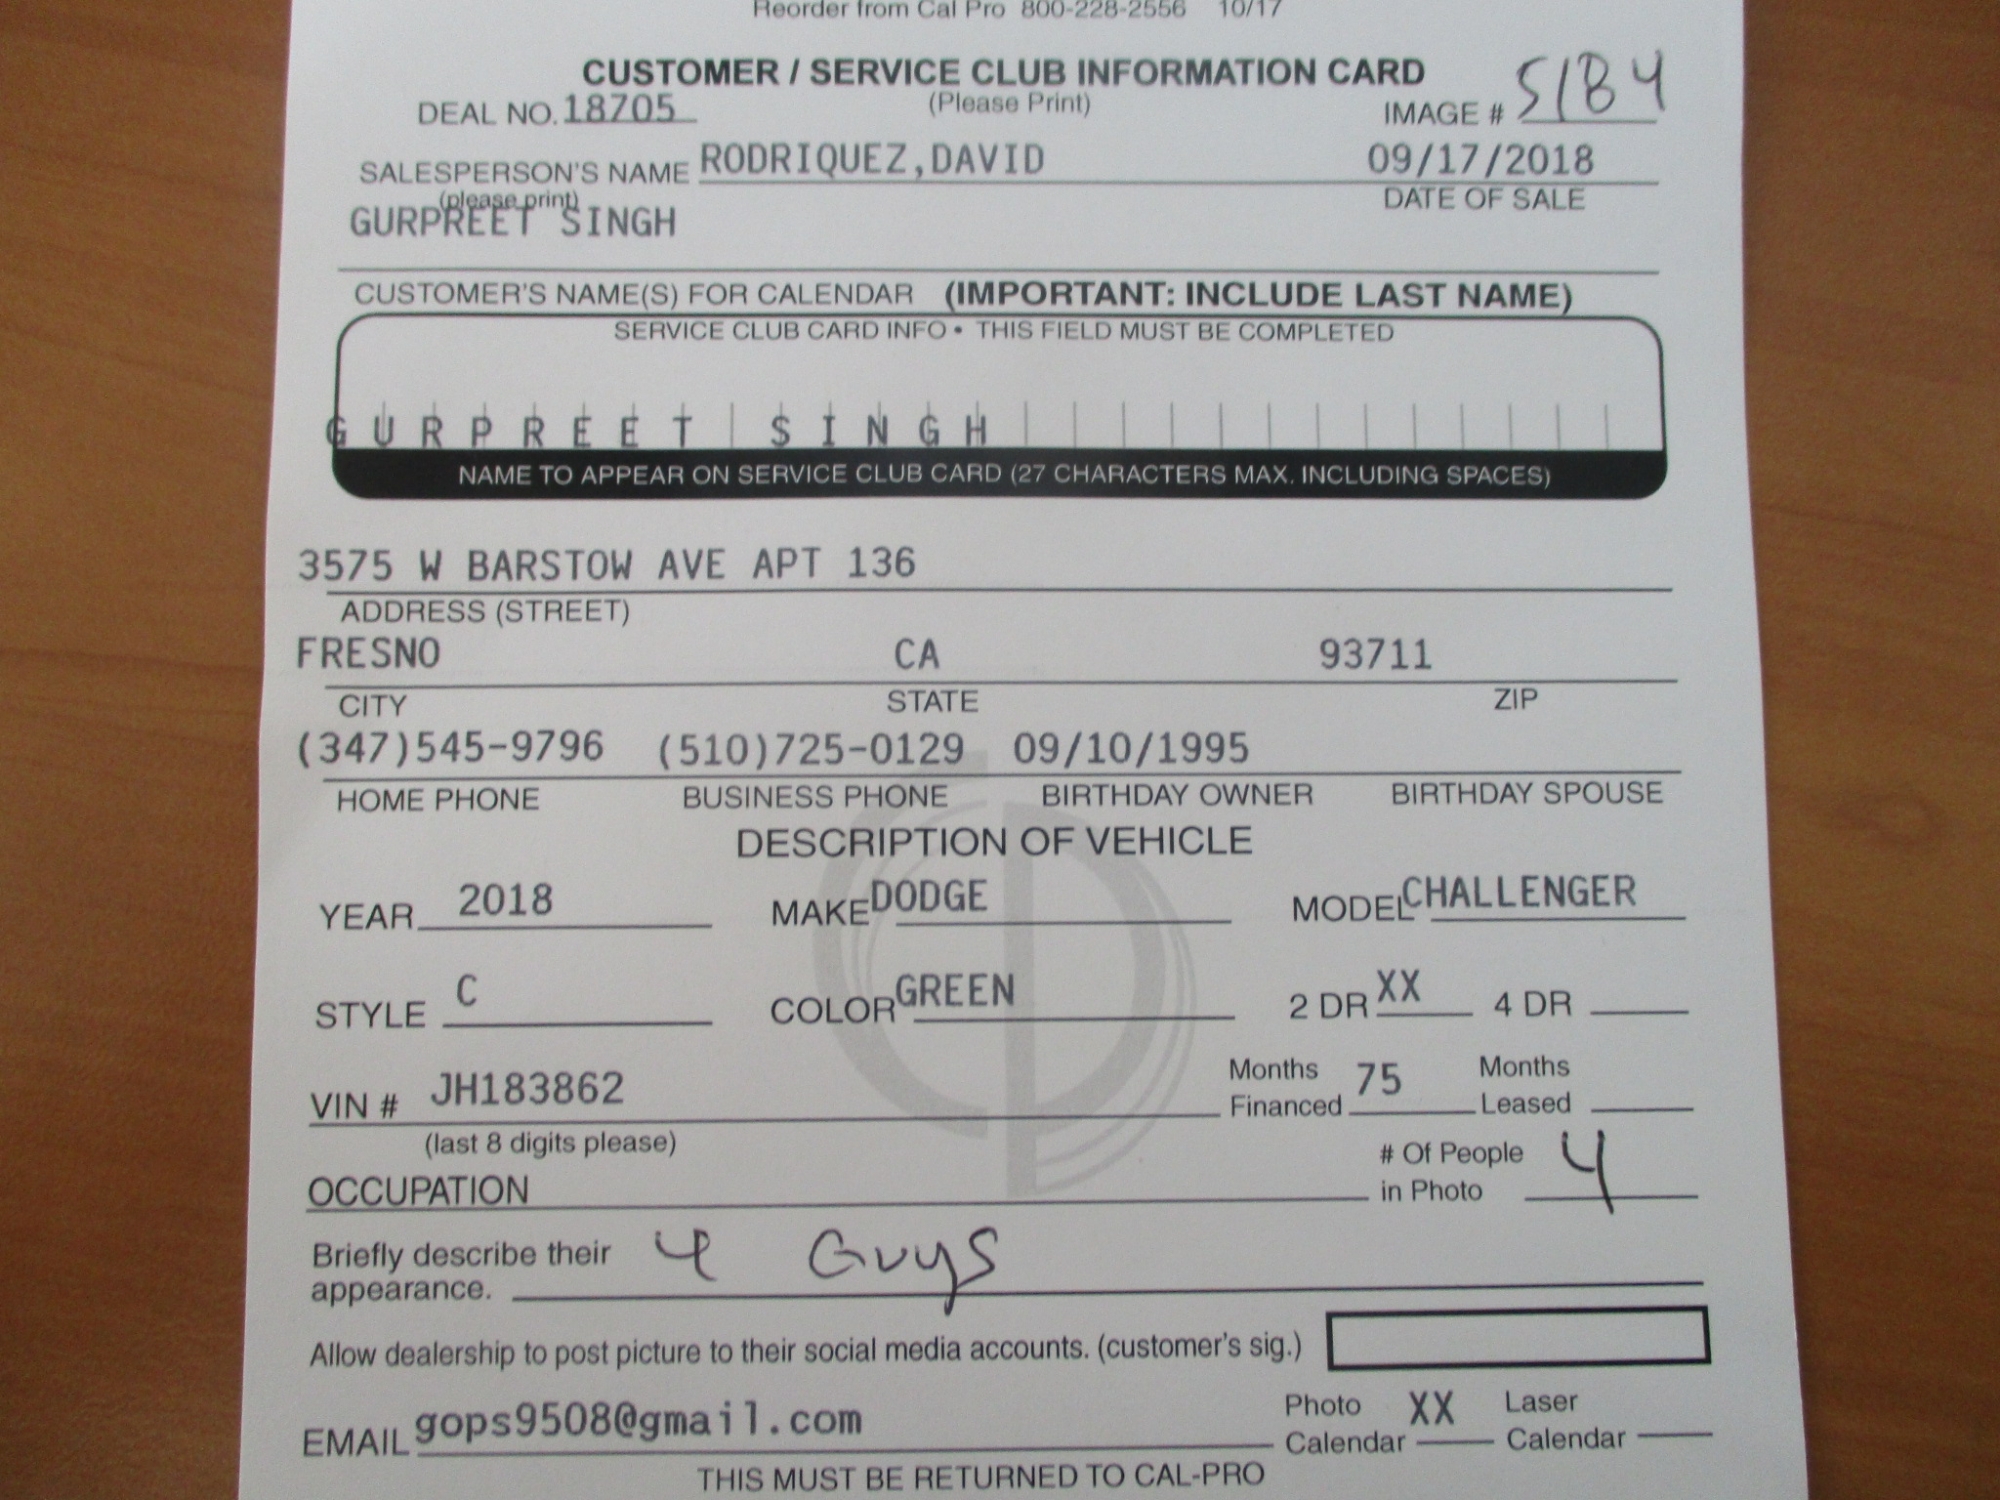 Reorder from Cal Pro 800-228-2556 10/17
CUSTOMER / SERVICE CLUB INFORMATION CARD
(Please Print)
DEAL NO. 18705 IMAGE # 5184
SALESPERSON'S NAME RODRIQUEZ,DAVID 09/17/2018
(please print) DATE OF SALE
GURPREET SINGH
CUSTOMER'S NAME(S) FOR CALENDAR (IMPORTANT: INCLUDE LAST NAME)
SERVICE CLUB CARD INFO • THIS FIELD MUST BE COMPLETED
GURPREET SINGH
NAME TO APPEAR ON SERVICE CLUB CARD (27 CHARACTERS MAX. INCLUDING SPACES)
3575 W BARSTOW AVE APT 136
ADDRESS (STREET)
FRESNO CA 93711
CITY STATE ZIP
(347)545-9796 (510)725-0129 09/10/1995
HOME PHONE BUSINESS PHONE BIRTHDAY OWNER BIRTHDAY SPOUSE
DESCRIPTION OF VEHICLE
YEAR 2018 MAKE DODGE MODEL CHALLENGER
STYLE C COLOR GREEN 2 DR XX 4 DR
VIN # JH183862 Months Financed 75 Months Leased
(last 8 digits please)
OCCUPATION # Of People in Photo 4
Briefly describe their appearance. 4 Guys
Allow dealership to post picture to their social media accounts. (customer's sig.)
EMAIL gops9508@gmail.com Photo Calendar XX Laser Calendar
THIS MUST BE RETURNED TO CAL-PRO